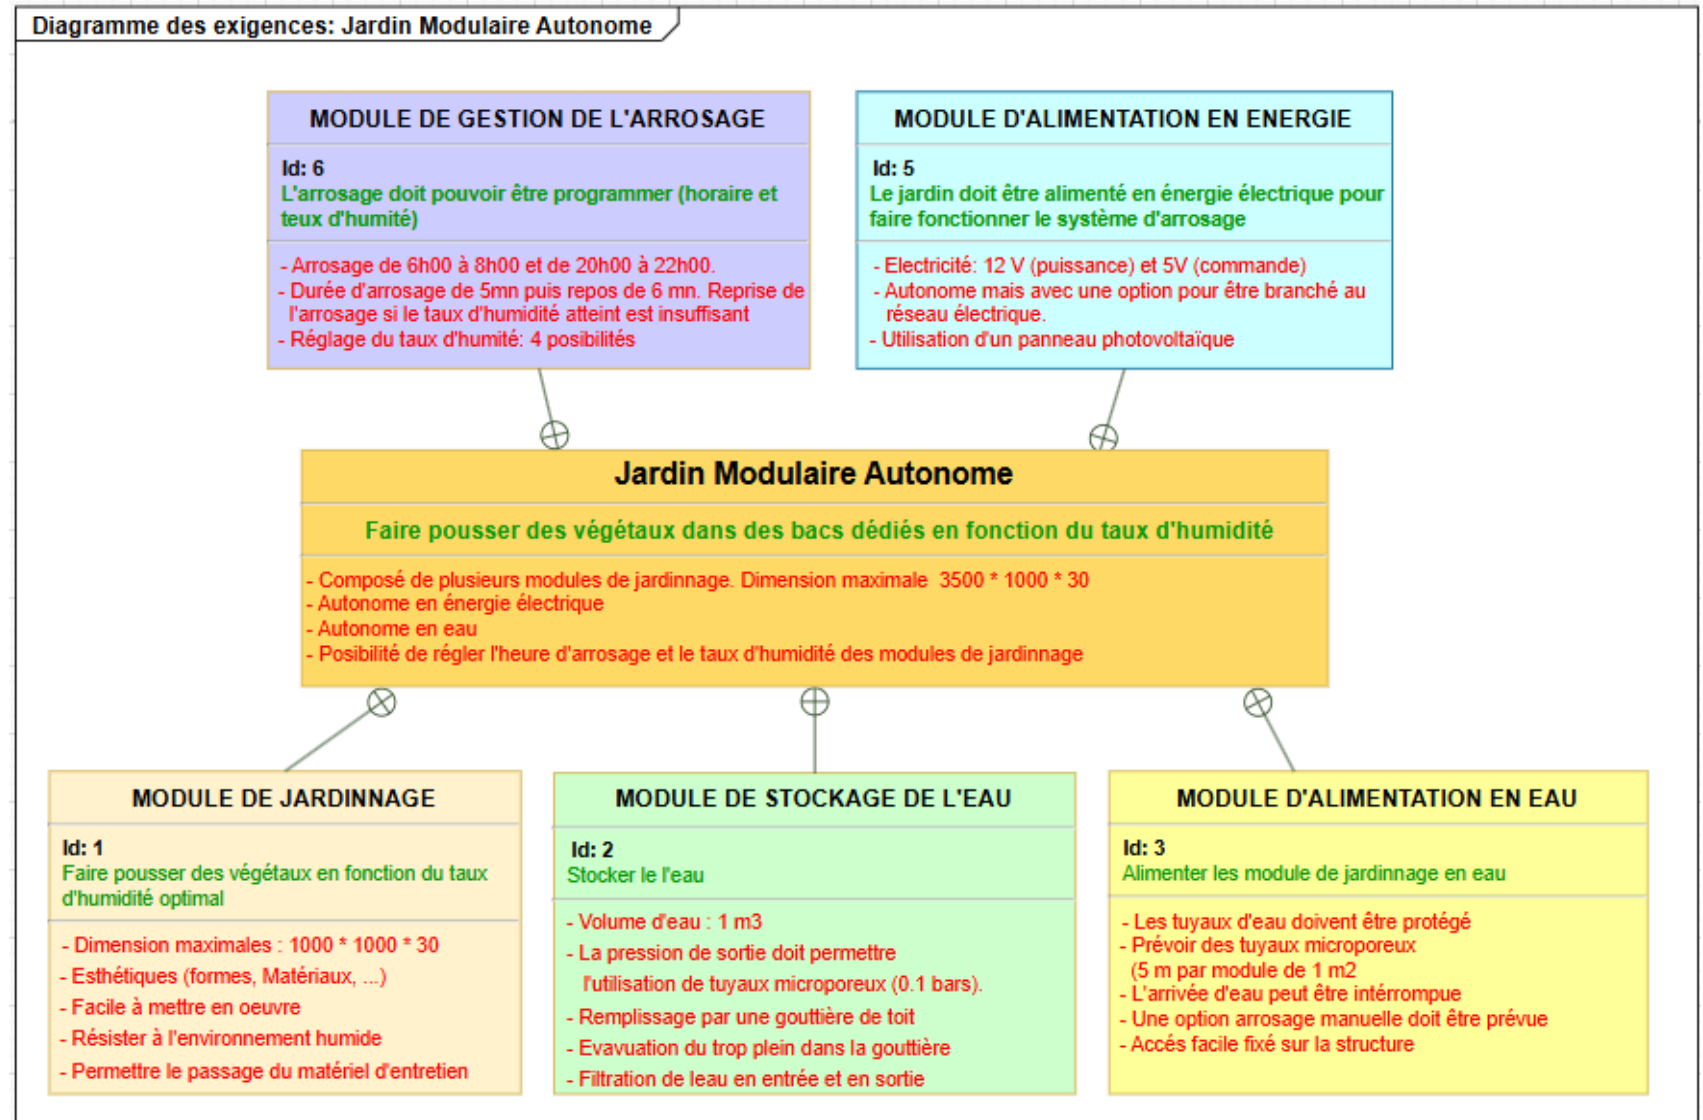 Diagramme des exigences: Jardin Modulaire Autonome
MODULE DE GESTION DE L'ARROSAGE
Id: 6
L'arrosage doit pouvoir être programmer (horaire et
teux d'humité)
- Arrosage de 6h00 à 8h00 et de 20h00 à 22h00.
- Durée d'arrosage de 5mn puis repos de 6 mn. Reprise de
l'arrosage si le taux d'humidité atteint est insuffisant
- Réglage du taux d'humité: 4 posibilités
MODULE D'ALIMENTATION EN ENERGIE
Id: 5
Le jardin doit être alimenté en énergie électrique pour
faire fonctionner le système d'arrosage
- Electricité: 12 V (puissance) et 5V (commande)
- Autonome mais avec une option pour être branché au
réseau électrique.
- Utilisation d'un panneau photovoltaïque
Jardin Modulaire Autonome
Faire pousser des végétaux dans des bacs dédiés en fonction du taux d'humidité
- Composé de plusieurs modules de jardinnage. Dimension maximale 3500 * 1000 * 30
- Autonome en énergie électrique
- Autonome en eau
- Posibilité de régler l'heure d'arrosage et le taux d'humidité des modules de jardinnage
MODULE DE JARDINNAGE
Id: 1
Faire pousser des végétaux en fonction du taux
d'humidité optimal
- Dimension maximales : 1000 * 1000 * 30
- Esthétiques (formes, Matériaux, ...)
- Facile à mettre en oeuvre
- Résister à l'environnement humide
- Permettre le passage du matériel d'entretien
MODULE DE STOCKAGE DE L'EAU
Id: 2
Stocker le l'eau
- Volume d'eau : 1 m3
- La pression de sortie doit permettre
l'utilisation de tuyaux microporeux (0.1 bars).
- Remplissage par une gouttière de toit
- Evavuation du trop plein dans la gouttière
- Filtration de leau en entrée et en sortie
MODULE D'ALIMENTATION EN EAU
Id: 3
Alimenter les module de jardinnage en eau
- Les tuyaux d'eau doivent être protégé
- Prévoir des tuyaux microporeux
(5 m par module de 1 m2
- L'arrivée d'eau peut être intérrompue
- Une option arrosage manuelle doit être prévue
- Accés facile fixé sur la structure